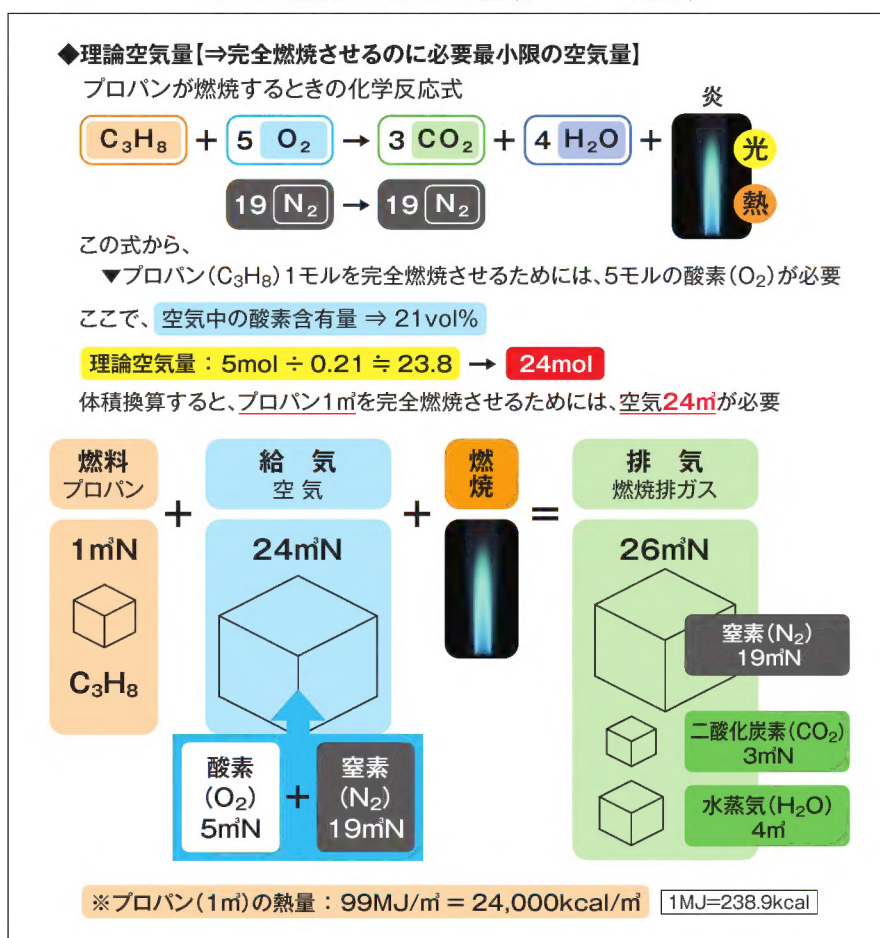 ◆理論空気量【⇒完全燃焼させるのに必要最小限の空気量】
プロパンが燃焼するときの化学反応式
炎
C₃H₈ + 5 O₂ → 3 CO₂ + 4 H₂O +
光
熱
19 N₂ → 19 N₂
この式から、
▼プロパン(C₃H₈)1モルを完全燃焼させるためには、5モルの酸素(O₂)が必要
ここで、空気中の酸素含有量 ⇒ 21vol%
理論空気量：5mol ÷ 0.21 ≒ 23.8 → 24mol
体積換算すると、プロパン1㎥を完全燃焼させるためには、空気24㎥が必要
燃料
プロパン
+
給 気
空 気
+
燃
焼
=
排 気
燃焼排ガス
1㎥N
C₃H₈
24㎥N
26㎥N
窒素(N₂)
19㎥N
二酸化炭素(CO₂)
3㎥N
水蒸気(H₂O)
4㎥
酸素
(O₂)
5㎥N
+
窒素
(N₂)
19㎥N
※プロパン(1㎥)の熱量：99MJ/㎥ = 24,000kcal/㎥ 1MJ=238.9kcal